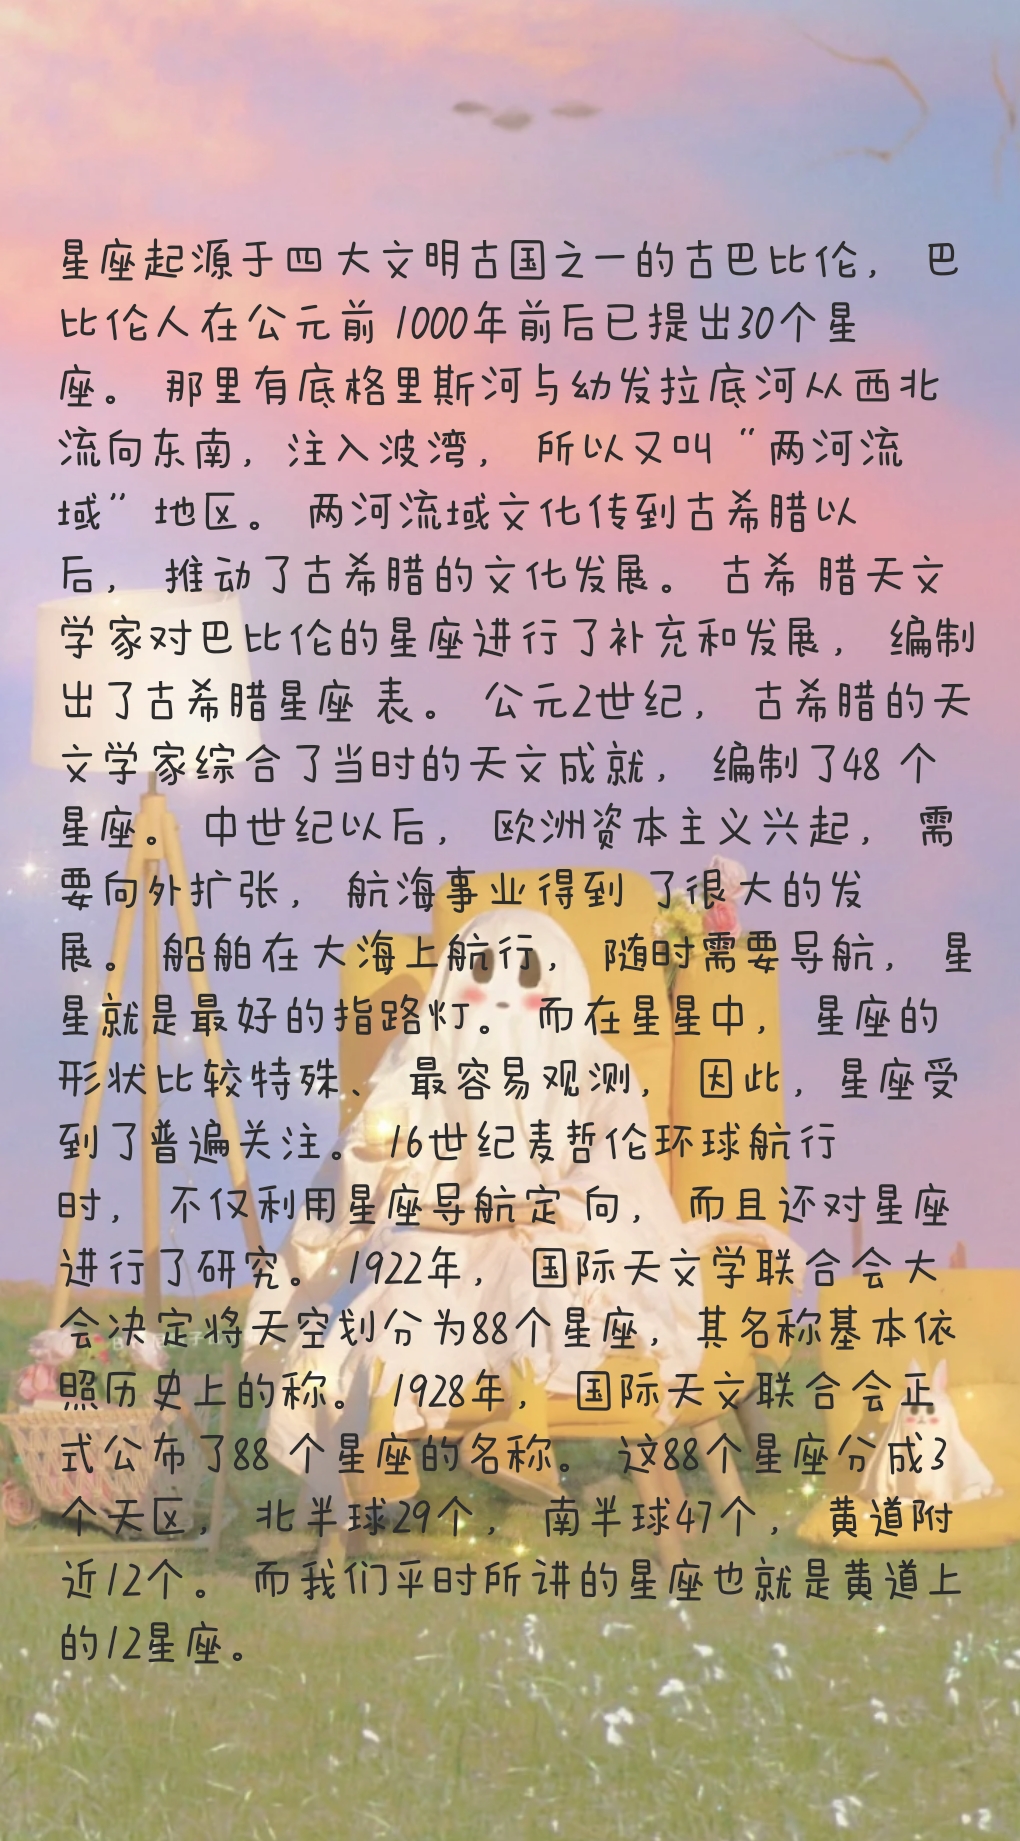 星座起源于四大文明古国之一的古巴比伦， 巴
比伦人在公元前 1000年前后已提出30个星
座。 那里有底格里斯河与幼发拉底河从西北
流向东南，注入波湾， 所以又叫“两河流
域”地区。 两河流域文化传到古希腊以
后， 推动了古希腊的文化发展。 古希 腊天文
学家对巴比伦的星座进行了补充和发展， 编制
出了古希腊星座 表。 公元2世纪， 古希腊的天
文学家综合了当时的天文成就， 编制了48 个
星座。 中世纪以后， 欧洲资本主义兴起， 需
要向外扩张， 航海事业得到 了很大的发
展。 船舶在大海上航行， 随时需要导航， 星
星就是最好的指路灯。 而在星星中， 星座的
形状比较特殊、 最容易观测， 因此，星座受
到了普遍关注。 16世纪麦哲伦环球航行
时， 不仅利用星座导航定 向， 而且还对星座
进行了研究。 1922年， 国际天文学联合会大
会决定将天空划分为88个星座，其名称基本依
照历史上的称。 1928年， 国际天文联合会正
式公布了88 个星座的名称。 这88个星座分成3
个天区， 北半球29个， 南半球47个， 黄道附
近12个。 而我们平时所讲的星座也就是黄道上
的12星座。